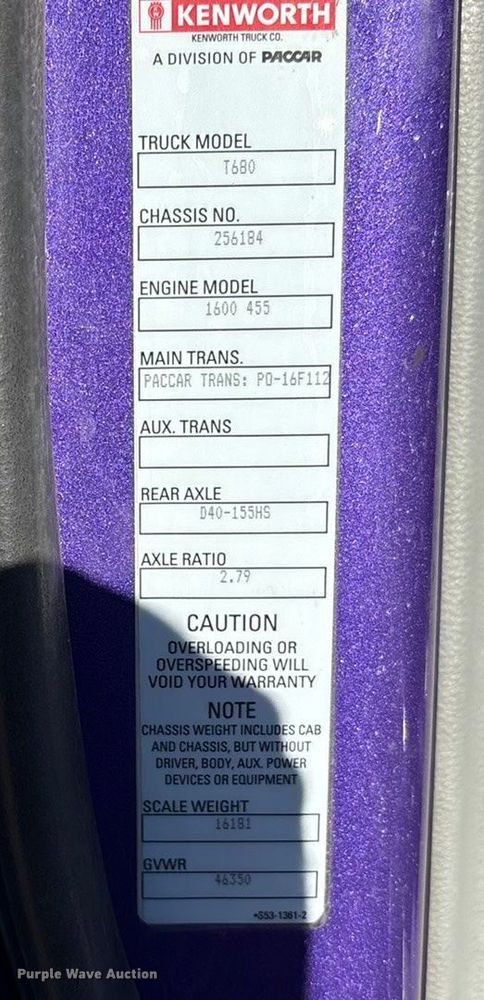 KENWORTH
KENWORTH TRUCK CO.
A DIVISION OF PACCAR
TRUCK MODEL
T680
CHASSIS NO.
256184
ENGINE MODEL
1600 455
MAIN TRANS.
PACCAR TRANS: PO-16F112
AUX. TRANS
REAR AXLE
D40-155HS
AXLE RATIO
2.79
CAUTION
OVERLOADING OR
OVERSPEEDING WILL
VOID YOUR WARRANTY
NOTE
CHASSIS WEIGHT INCLUDES CAB
AND CHASSIS, BUT WITHOUT
DRIVER, BODY, AUX. POWER
DEVICES OR EQUIPMENT
SCALE WEIGHT
16181
GVWR
46350
*S53-1361-2
Purple Wave Auction